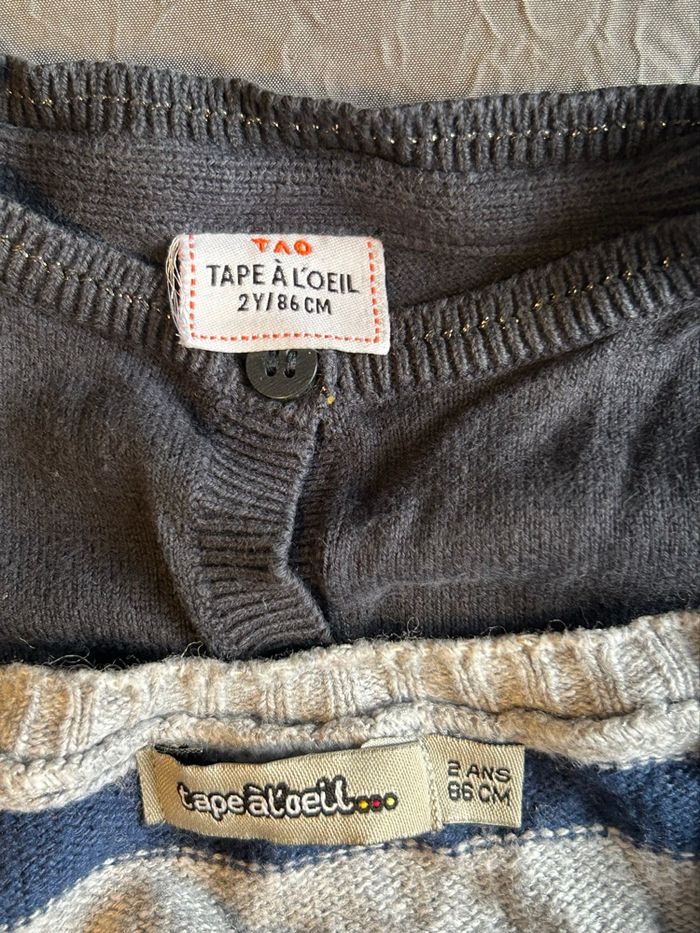 TAO
TAPE À L'OEIL
2Y/86 CM
tapeàl'oeil...
2 ANS
86 CM